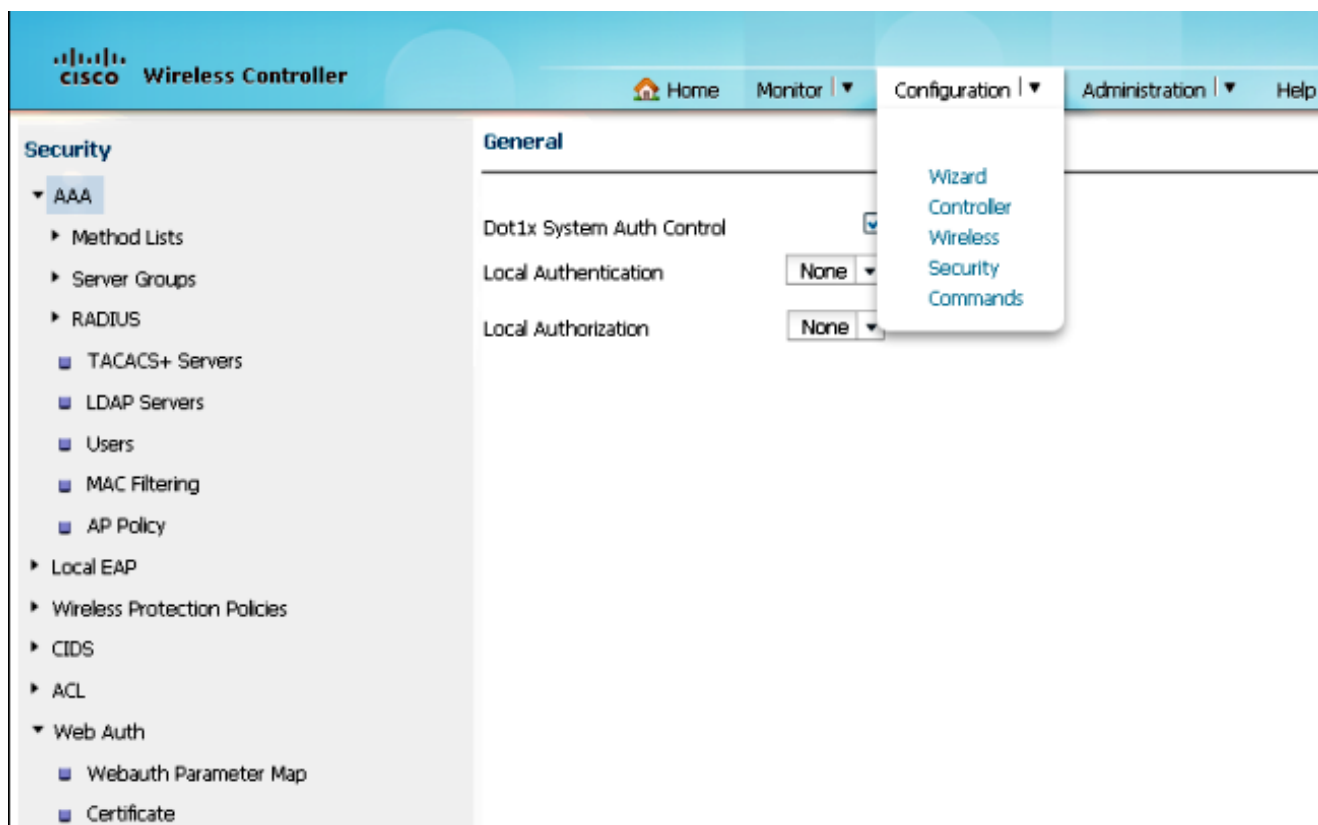 CISCO Wireless Controller
Home Monitor Configuration Administration Help
Wizard
Controller
Wireless
Security
Commands
Security
AAA
Method Lists
Server Groups
RADIUS
TACACS+ Servers
LDAP Servers
Users
MAC Filtering
AP Policy
Local EAP
Wireless Protection Policies
CIDS
ACL
Web Auth
Webauth Parameter Map
Certificate
General
Dot1x System Auth Control
Local Authentication None
Local Authorization None